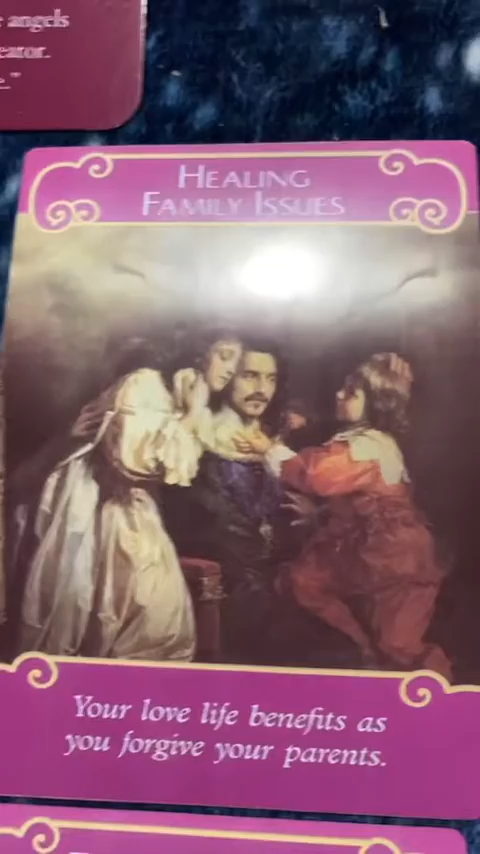 angels
HEALING
FAMILY ISSUES
Your love life benefits as
you forgive your parents.